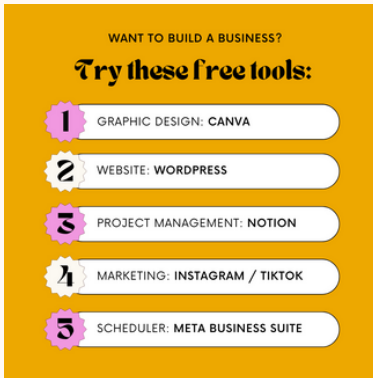 WANT TO BUILD A BUSINESS?
Try these free tools:
1 GRAPHIC DESIGN: CANVA
2 WEBSITE: WORDPRESS
3 PROJECT MANAGEMENT: NOTION
4 MARKETING: INSTAGRAM / TIKTOK
5 SCHEDULER: META BUSINESS SUITE